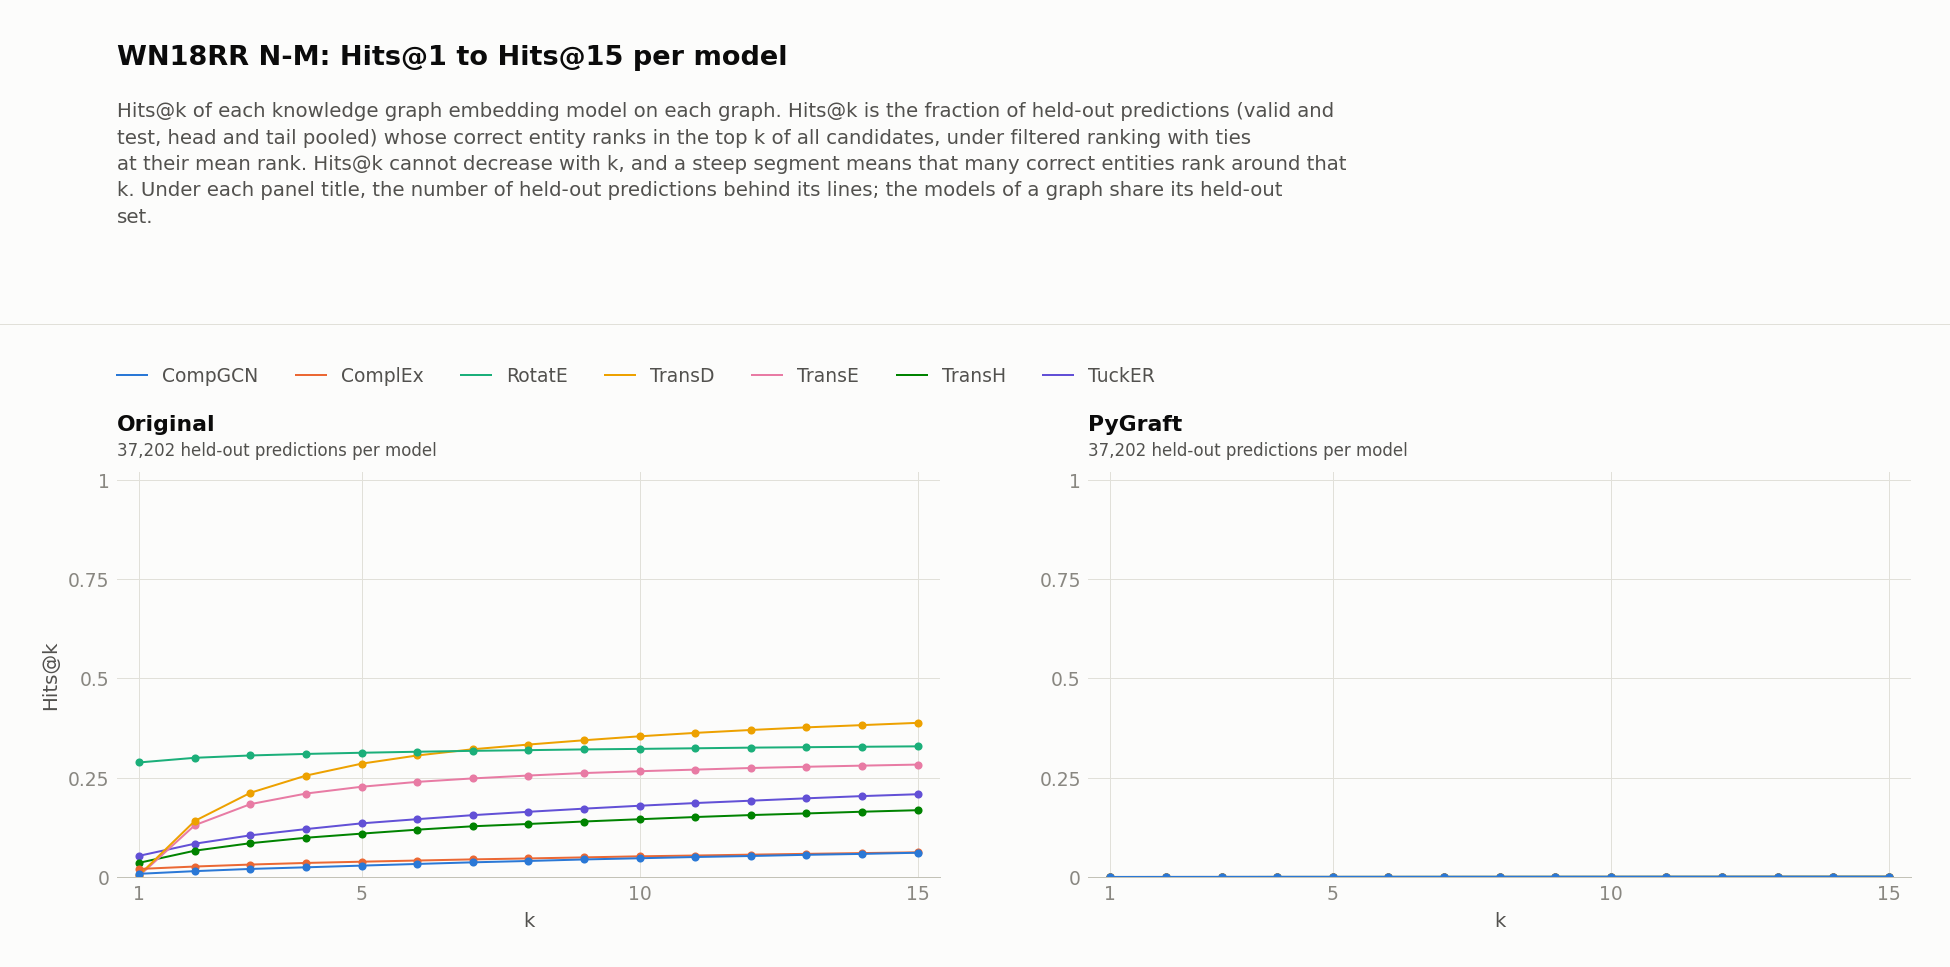 WN18RR N-M: Hits@1 to Hits@15 per model
Hits@k of each knowledge graph embedding model on each graph. Hits@k is the fraction of held-out predictions (valid and
test, head and tail pooled) whose correct entity ranks in the top k of all candidates, under filtered ranking with ties
at their mean rank. Hits@k cannot decrease with k, and a steep segment means that many correct entities rank around that
k. Under each panel title, the number of held-out predictions behind its lines; the models of a graph share its held-out
set.
CompGCN ComplEx RotatE TransD TransE TransH TuckER
Original
37,202 held-out predictions per model
1
0.75
0.5
0.25
0
Hits@k
1 5 10 15
k
PyGraft
37,202 held-out predictions per model
1
0.75
0.5
0.25
0
1 5 10 15
k